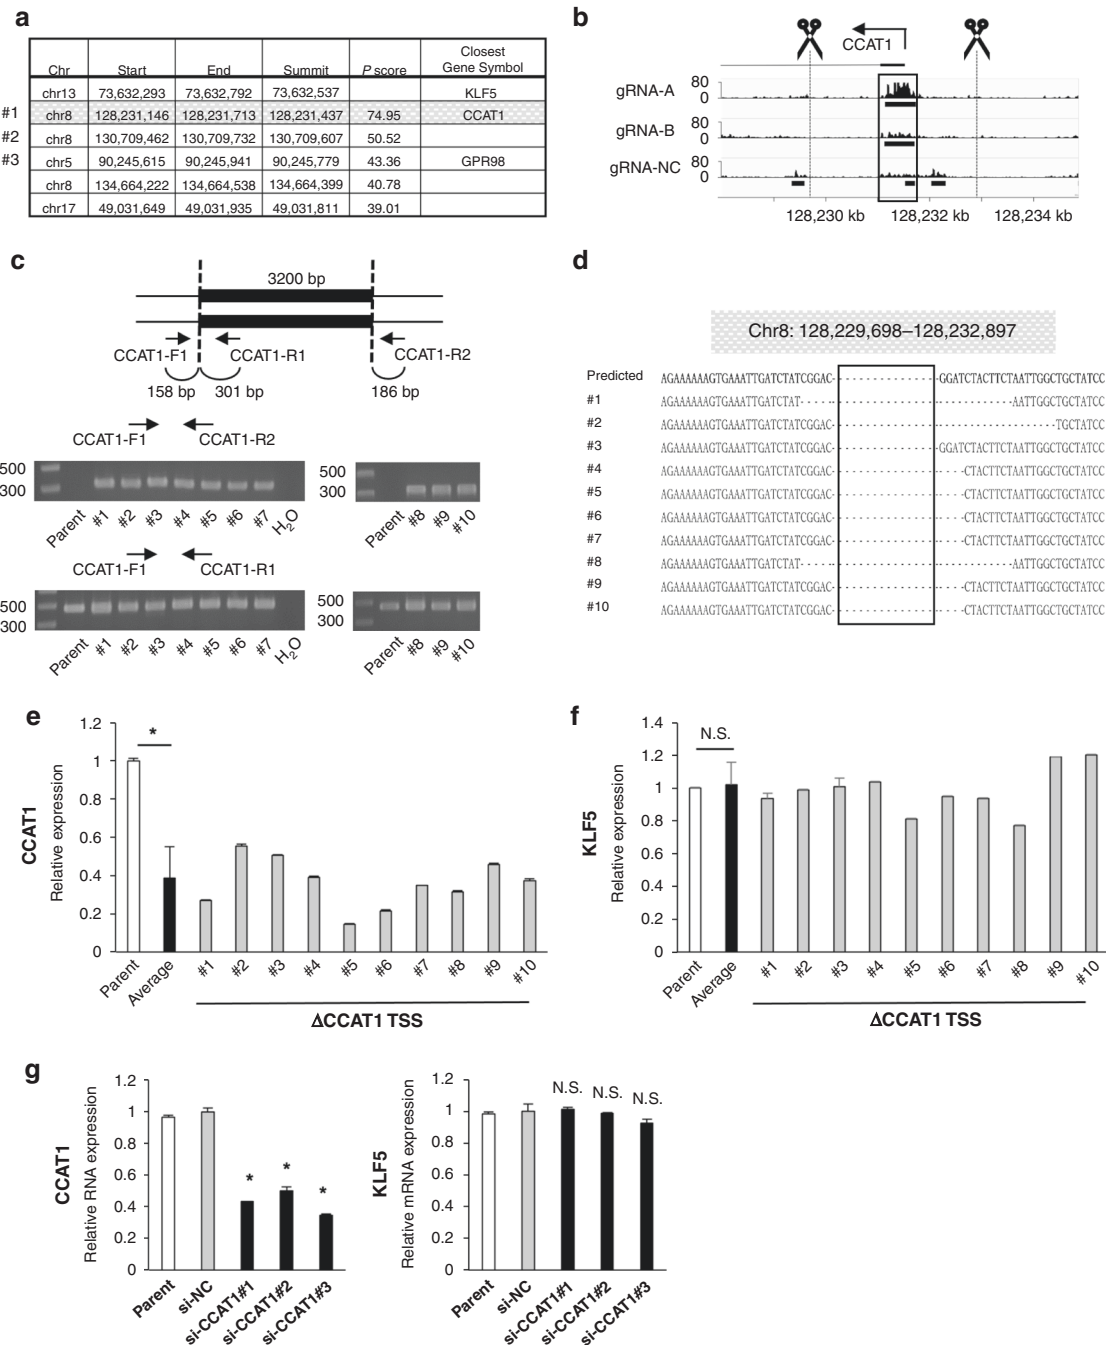 a
Chr Start End Summit P score Closest Gene Symbol
chr13 73,632,293 73,632,792 73,632,537 KLF5
#1 chr8 128,231,146 128,231,713 128,231,437 74.95 CCAT1
#2 chr8 130,709,462 130,709,732 130,709,607 50.52
#3 chr5 90,245,615 90,245,941 90,245,779 43.36 GPR98
chr8 134,664,222 134,664,538 134,664,399 40.78
chr17 49,031,649 49,031,935 49,031,811 39.01
b
CCAT1
gRNA-A 80 0
gRNA-B 80 0
gRNA-NC 80 0
128,230 kb 128,232 kb 128,234 kb
c
3200 bp
CCAT1-F1 CCAT1-R1 CCAT1-R2
158 bp 301 bp 186 bp
CCAT1-F1 CCAT1-R2
500
300
Parent #1 #2 #3 #4 #5 #6 #7 H2O
500
300
Parent #8 #9 #10
CCAT1-F1 CCAT1-R1
500
300
Parent #1 #2 #3 #4 #5 #6 #7 H2O
500
300
Parent #8 #9 #10
d
Chr8: 128,229,698–128,232,897
Predicted AGAAAAAAGTGAAATTGATCTATCGGAC- - - - - - - - - - - - - - - -GGATCTACTTCTAATTGGCTGCTATCC
#1 AGAAAAAAGTGAAATTGATCTAT- - - - - - - - - - - - - - - - - - - -AATTGGCTGCTATCC
#2 AGAAAAAAGTGAAATTGATCTATCGGAC- - - - - - - - - - - - - - - - - - - -TGCTATCC
#3 AGAAAAAAGTGAAATTGATCTATCGGAC- - - - - - - - - - - - - - - -GGATCTACTTCTAATTGGCTGCTATCC
#4 AGAAAAAAGTGAAATTGATCTATCGGAC- - - - - - - - - - - - - - - - - - - -CTACTTCTAATTGGCTGCTATCC
#5 AGAAAAAAGTGAAATTGATCTATCGGAC- - - - - - - - - - - - - - - - - - - -CTACTTCTAATTGGCTGCTATCC
#6 AGAAAAAAGTGAAATTGATCTATCGGAC- - - - - - - - - - - - - - - - - - - -CTACTTCTAATTGGCTGCTATCC
#7 AGAAAAAAGTGAAATTGATCTATCGGAC- - - - - - - - - - - - - - - - - - - -CTACTTCTAATTGGCTGCTATCC
#8 AGAAAAAAGTGAAATTGATCTAT- - - - - - - - - - - - - - - - - - - -AATTGGCTGCTATCC
#9 AGAAAAAAGTGAAATTGATCTATCGGAC- - - - - - - - - - - - - - - - - - - -CTACTTCTAATTGGCTGCTATCC
#10 AGAAAAAAGTGAAATTGATCTATCGGAC- - - - - - - - - - - - - - - - - - - -CTACTTCTAATTGGCTGCTATCC
e
CCAT1
Relative expression
1.2
1
0.8
0.6
0.4
0.2
0
*
Parent Average #1 #2 #3 #4 #5 #6 #7 #8 #9 #10
ΔCCAT1 TSS
f
KLF5
Relative expression
1.4
1.2
1
0.8
0.6
0.4
0.2
0
N.S.
Parent Average #1 #2 #3 #4 #5 #6 #7 #8 #9 #10
ΔCCAT1 TSS
g
CCAT1
Relative RNA expression
1.2
1
0.8
0.6
0.4
0.2
0
* * *
Parent si-NC si-CCAT1#1 si-CCAT1#2 si-CCAT1#3
KLF5
Relative mRNA expression
1.2
1
0.8
0.6
0.4
0.2
0
N.S. N.S. N.S.
Parent si-NC si-CCAT1#1 si-CCAT1#2 si-CCAT1#3